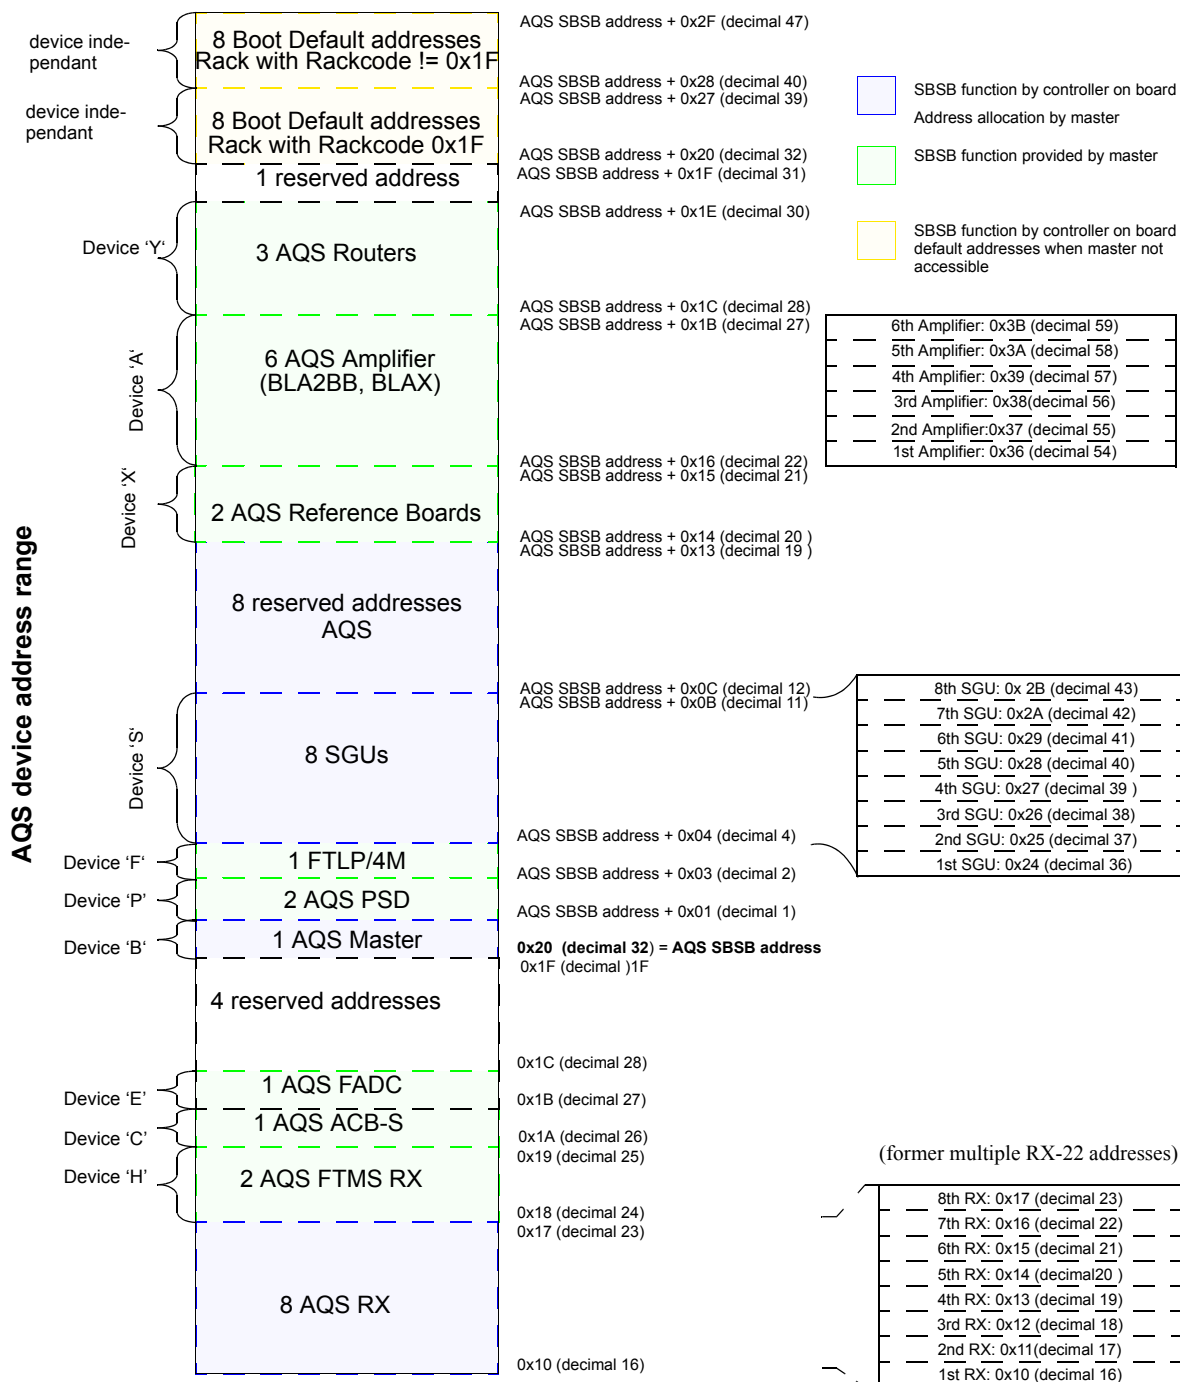 AQS device address range
device inde-
pendant
8 Boot Default addresses
Rack with Rackcode != 0x1F
AQS SBSB address + 0x2F (decimal 47)
AQS SBSB address + 0x28 (decimal 40)
device inde-
pendant
8 Boot Default addresses
Rack with Rackcode 0x1F
AQS SBSB address + 0x27 (decimal 39)
AQS SBSB address + 0x20 (decimal 32)
1 reserved address
AQS SBSB address + 0x1F (decimal 31)
Device ‘Y‘
3 AQS Routers
AQS SBSB address + 0x1E (decimal 30)
AQS SBSB address + 0x1C (decimal 28)
Device ‘A‘
6 AQS Amplifier
(BLA2BB, BLAX)
AQS SBSB address + 0x1B (decimal 27)
AQS SBSB address + 0x16 (decimal 22)
Device ‘X‘
2 AQS Reference Boards
AQS SBSB address + 0x15 (decimal 21)
AQS SBSB address + 0x14 (decimal 20 )
8 reserved addresses
AQS
AQS SBSB address + 0x13 (decimal 19 )
AQS SBSB address + 0x0C (decimal 12)
Device ‘S‘
8 SGUs
AQS SBSB address + 0x0B (decimal 11)
AQS SBSB address + 0x04 (decimal 4)
Device ‘F‘
1 FTLP/4M
AQS SBSB address + 0x03 (decimal 2)
Device ‘P’
2 AQS PSD
AQS SBSB address + 0x01 (decimal 1)
Device ‘B‘
1 AQS Master
0x20 (decimal 32) = AQS SBSB address
0x1F (decimal )1F
4 reserved addresses
0x1C (decimal 28)
Device ‘E’
1 AQS FADC
0x1B (decimal 27)
Device ‘C’
1 AQS ACB-S
0x1A (decimal 26)
Device ‘H’
2 AQS FTMS RX
0x19 (decimal 25)
0x18 (decimal 24)
8 AQS RX
0x17 (decimal 23)
0x10 (decimal 16)
SBSB function by controller on board
Address allocation by master
SBSB function provided by master
SBSB function by controller on board
default addresses when master not
accessible
6th Amplifier: 0x3B (decimal 59)
5th Amplifier: 0x3A (decimal 58)
4th Amplifier: 0x39 (decimal 57)
3rd Amplifier: 0x38(decimal 56)
2nd Amplifier:0x37 (decimal 55)
1st Amplifier: 0x36 (decimal 54)
8th SGU: 0x 2B (decimal 43)
7th SGU: 0x2A (decimal 42)
6th SGU: 0x29 (decimal 41)
5th SGU: 0x28 (decimal 40)
4th SGU: 0x27 (decimal 39 )
3rd SGU: 0x26 (decimal 38)
2nd SGU: 0x25 (decimal 37)
1st SGU: 0x24 (decimal 36)
(former multiple RX-22 addresses)
8th RX: 0x17 (decimal 23)
7th RX: 0x16 (decimal 22)
6th RX: 0x15 (decimal 21)
5th RX: 0x14 (decimal20 )
4th RX: 0x13 (decimal 19)
3rd RX: 0x12 (decimal 18)
2nd RX: 0x11(decimal 17)
1st RX: 0x10 (decimal 16)